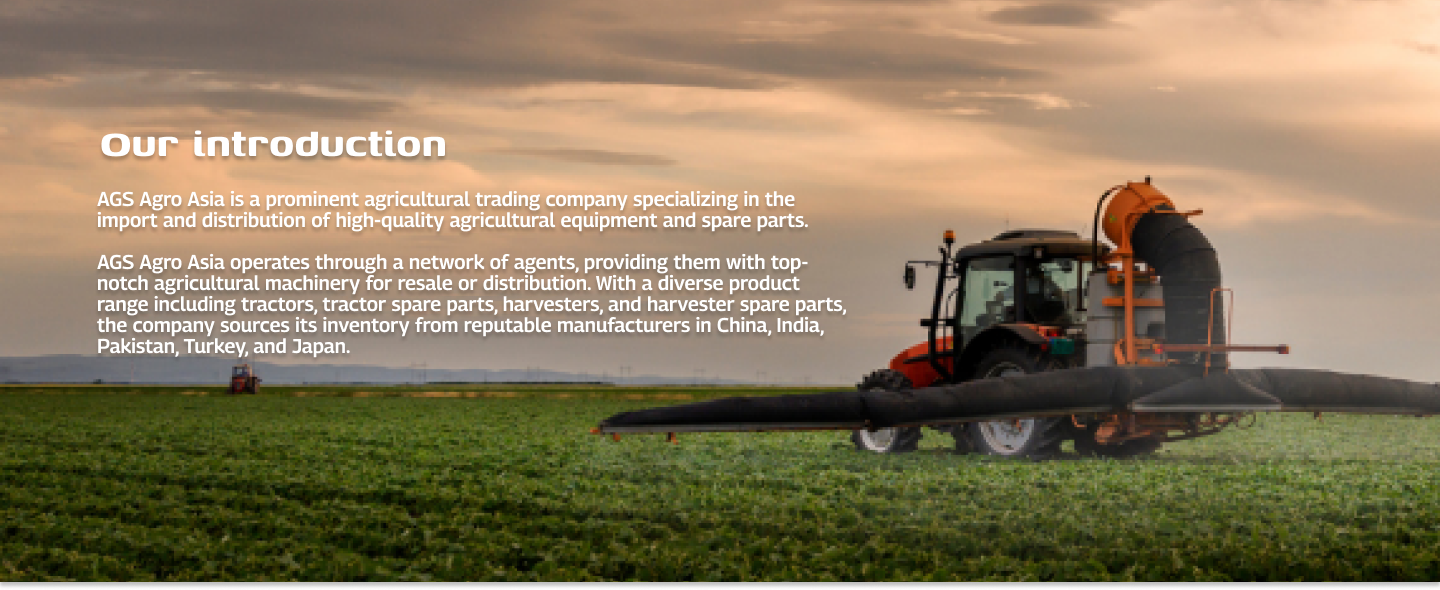 Our introduction
AGS Agro Asia is a prominent agricultural trading company specializing in the
import and distribution of high-quality agricultural equipment and spare parts.
AGS Agro Asia operates through a network of agents, providing them with top-
notch agricultural machinery for resale or distribution. With a diverse product
range including tractors, tractor spare parts, harvesters, and harvester spare parts,
the company sources its inventory from reputable manufacturers in China, India,
Pakistan, Turkey, and Japan.